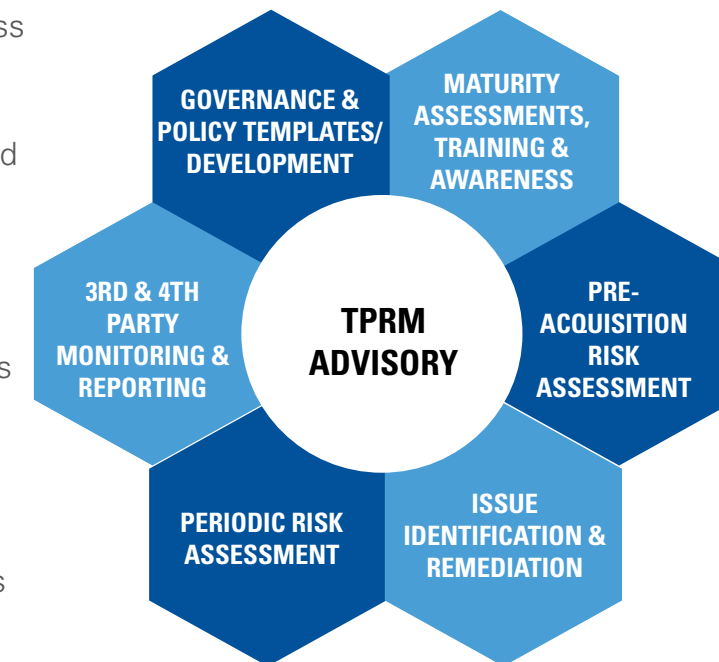 ss
d
s
s
GOVERNANCE &
POLICY TEMPLATES/
DEVELOPMENT
MATURITY
ASSESSMENTS,
TRAINING &
AWARENESS
3RD & 4TH
PARTY
MONITORING &
REPORTING
TPRM
ADVISORY
PRE-
ACQUISITION
RISK
ASSESSMENT
PERIODIC RISK
ASSESSMENT
ISSUE
IDENTIFICATION &
REMEDIATION